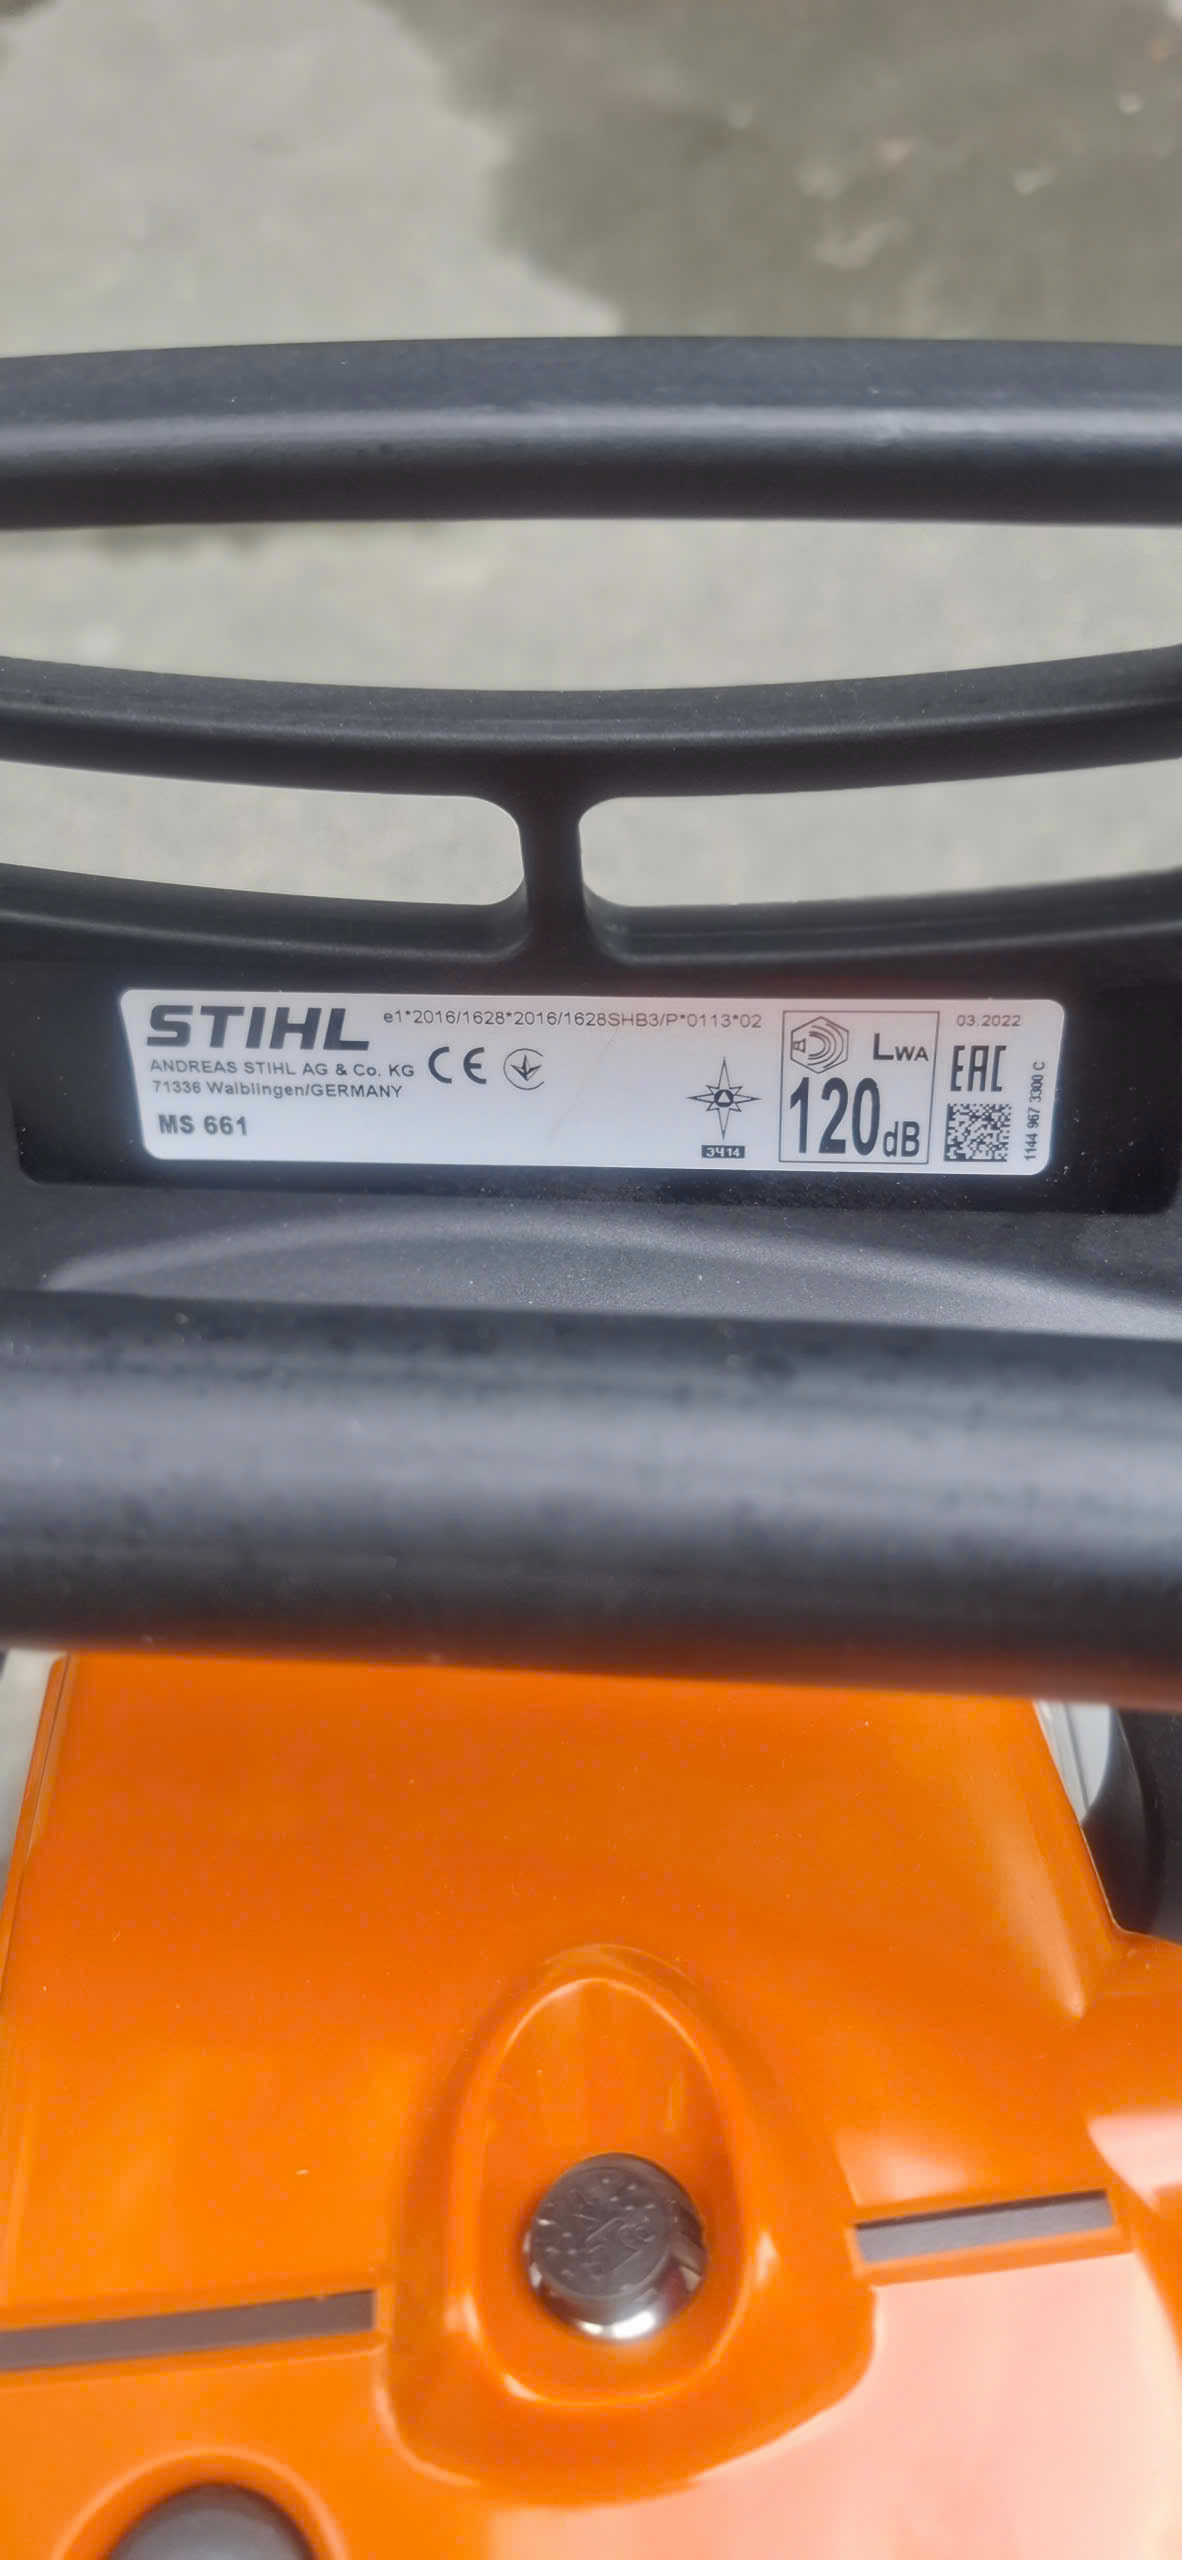 STIHL
e1*2016/1628*2016/1628SHB3/P*0113*02
ANDREAS STIHL AG & Co. KG
71336 Waiblingen/GERMANY
CE
MS 661
ЗЧ14
LWA
120dB
03.2022
EAC
1144 967 3300 C